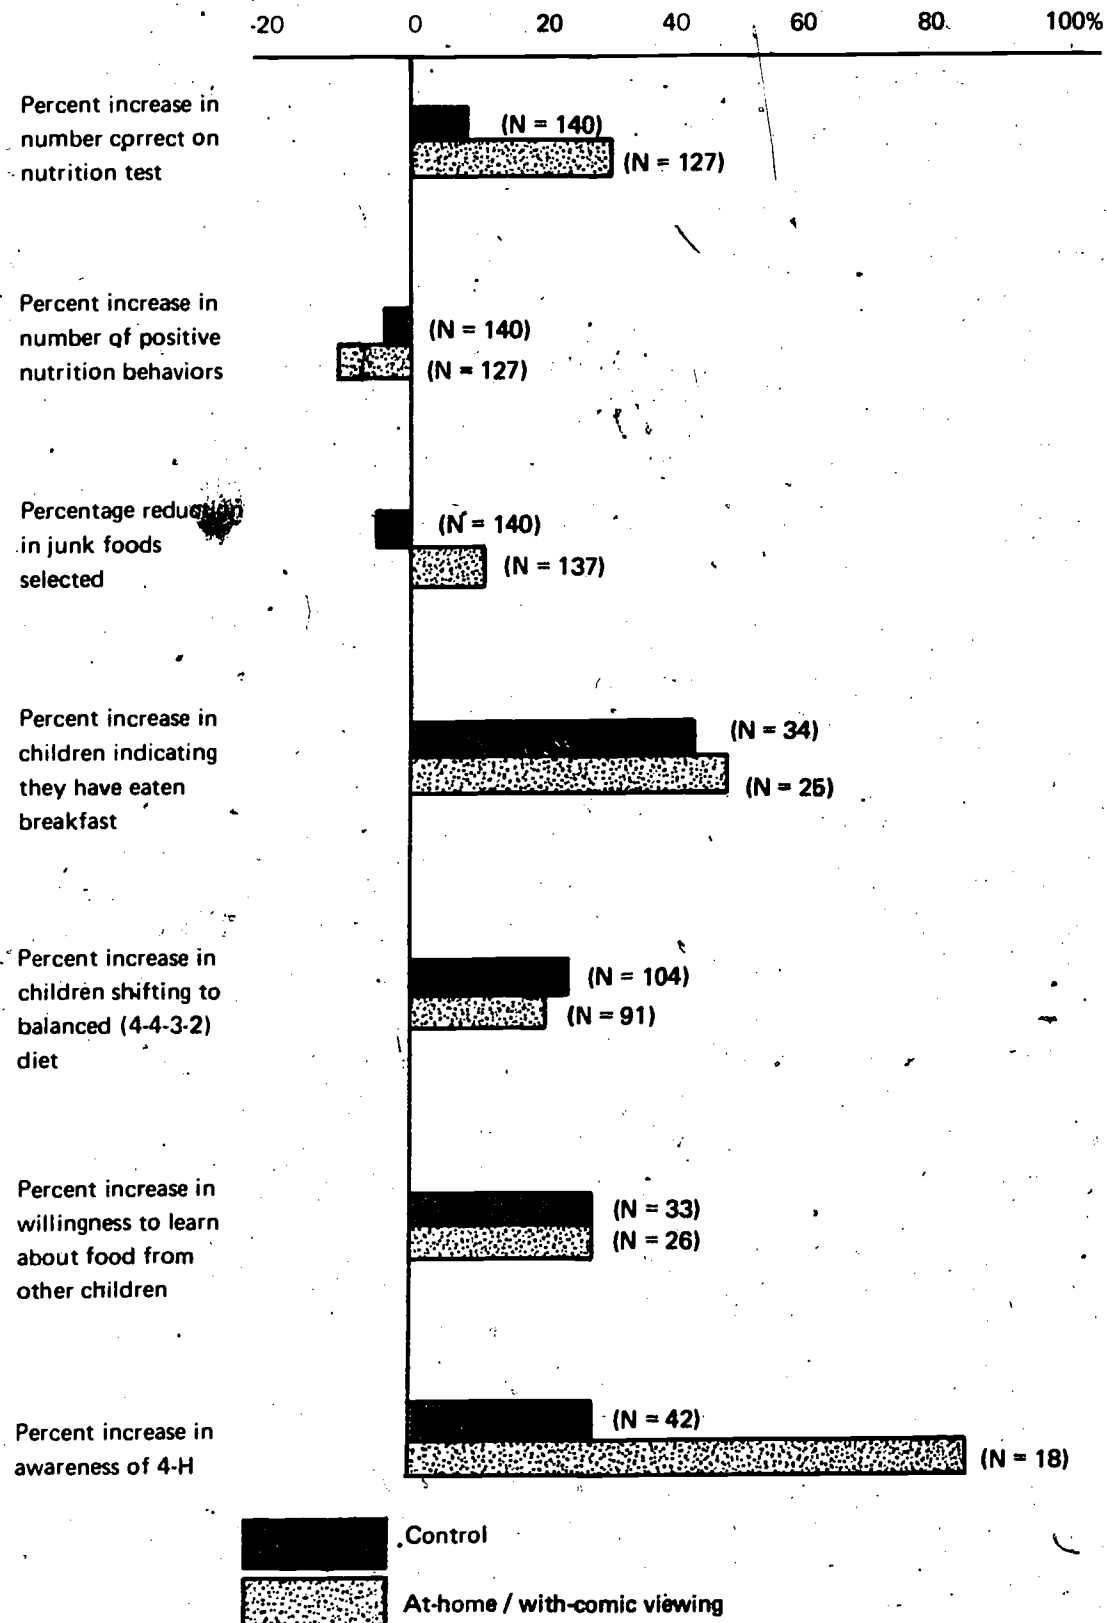 -20 0 20 40 60 80 100%
Percent increase in
number correct on
nutrition test
(N = 140)
(N = 127)
Percent increase in
number of positive
nutrition behaviors
(N = 140)
(N = 127)
Percentage reduction
in junk foods
selected
(N = 140)
(N = 137)
Percent increase in
children indicating
they have eaten
breakfast
(N = 34)
(N = 25)
Percent increase in
children shifting to
balanced (4-4-3-2)
diet
(N = 104)
(N = 91)
Percent increase in
willingness to learn
about food from
other children
(N = 33)
(N = 26)
Percent increase in
awareness of 4-H
(N = 42)
(N = 18)
Control
At-home / with-comic viewing